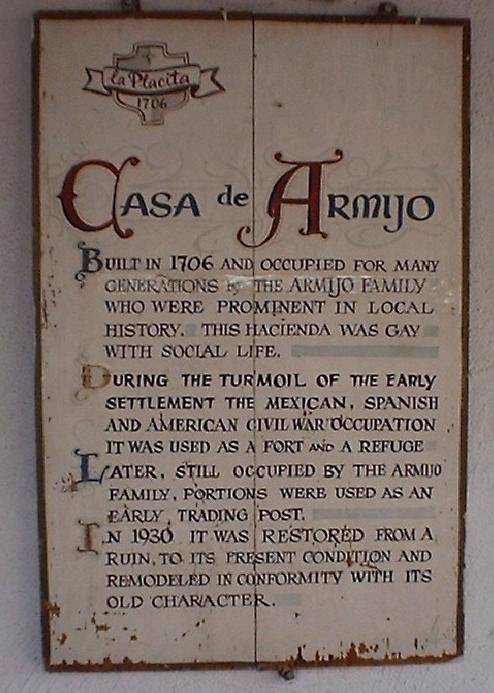 la Placita
1706
CASA de ARMIJO
BUILT IN 1706 AND OCCUPIED FOR MANY
GENERATIONS BY THE ARMIJO FAMILY
WHO WERE PROMINENT IN LOCAL
HISTORY. THIS HACIENDA WAS GAY
WITH SOCIAL LIFE.
DURING THE TURMOIL OF THE EARLY
SETTLEMENT THE MEXICAN, SPANISH
AND AMERICAN CIVIL WAR OCCUPATION
IT WAS USED AS A FORT AND A REFUGE
LATER, STILL OCCUPIED BY THE ARMIJO
FAMILY, PORTIONS WERE USED AS AN
EARLY TRADING POST.
IN 1930 IT WAS RESTORED FROM A
RUIN, TO ITS PRESENT CONDITION AND
REMODELED IN CONFORMITY WITH ITS
OLD CHARACTER.